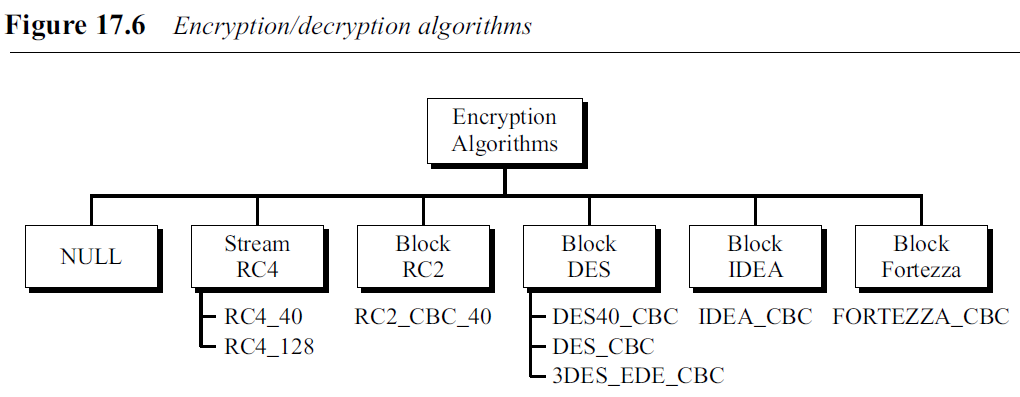 Figure 17.6 Encryption/decryption algorithms
Encryption
Algorithms
NULL
Stream
RC4
Block
RC2
Block
DES
Block
IDEA
Block
Fortezza
RC4_40
RC4_128
RC2_CBC_40
DES40_CBC
DES_CBC
3DES_EDE_CBC
IDEA_CBC
FORTEZZA_CBC